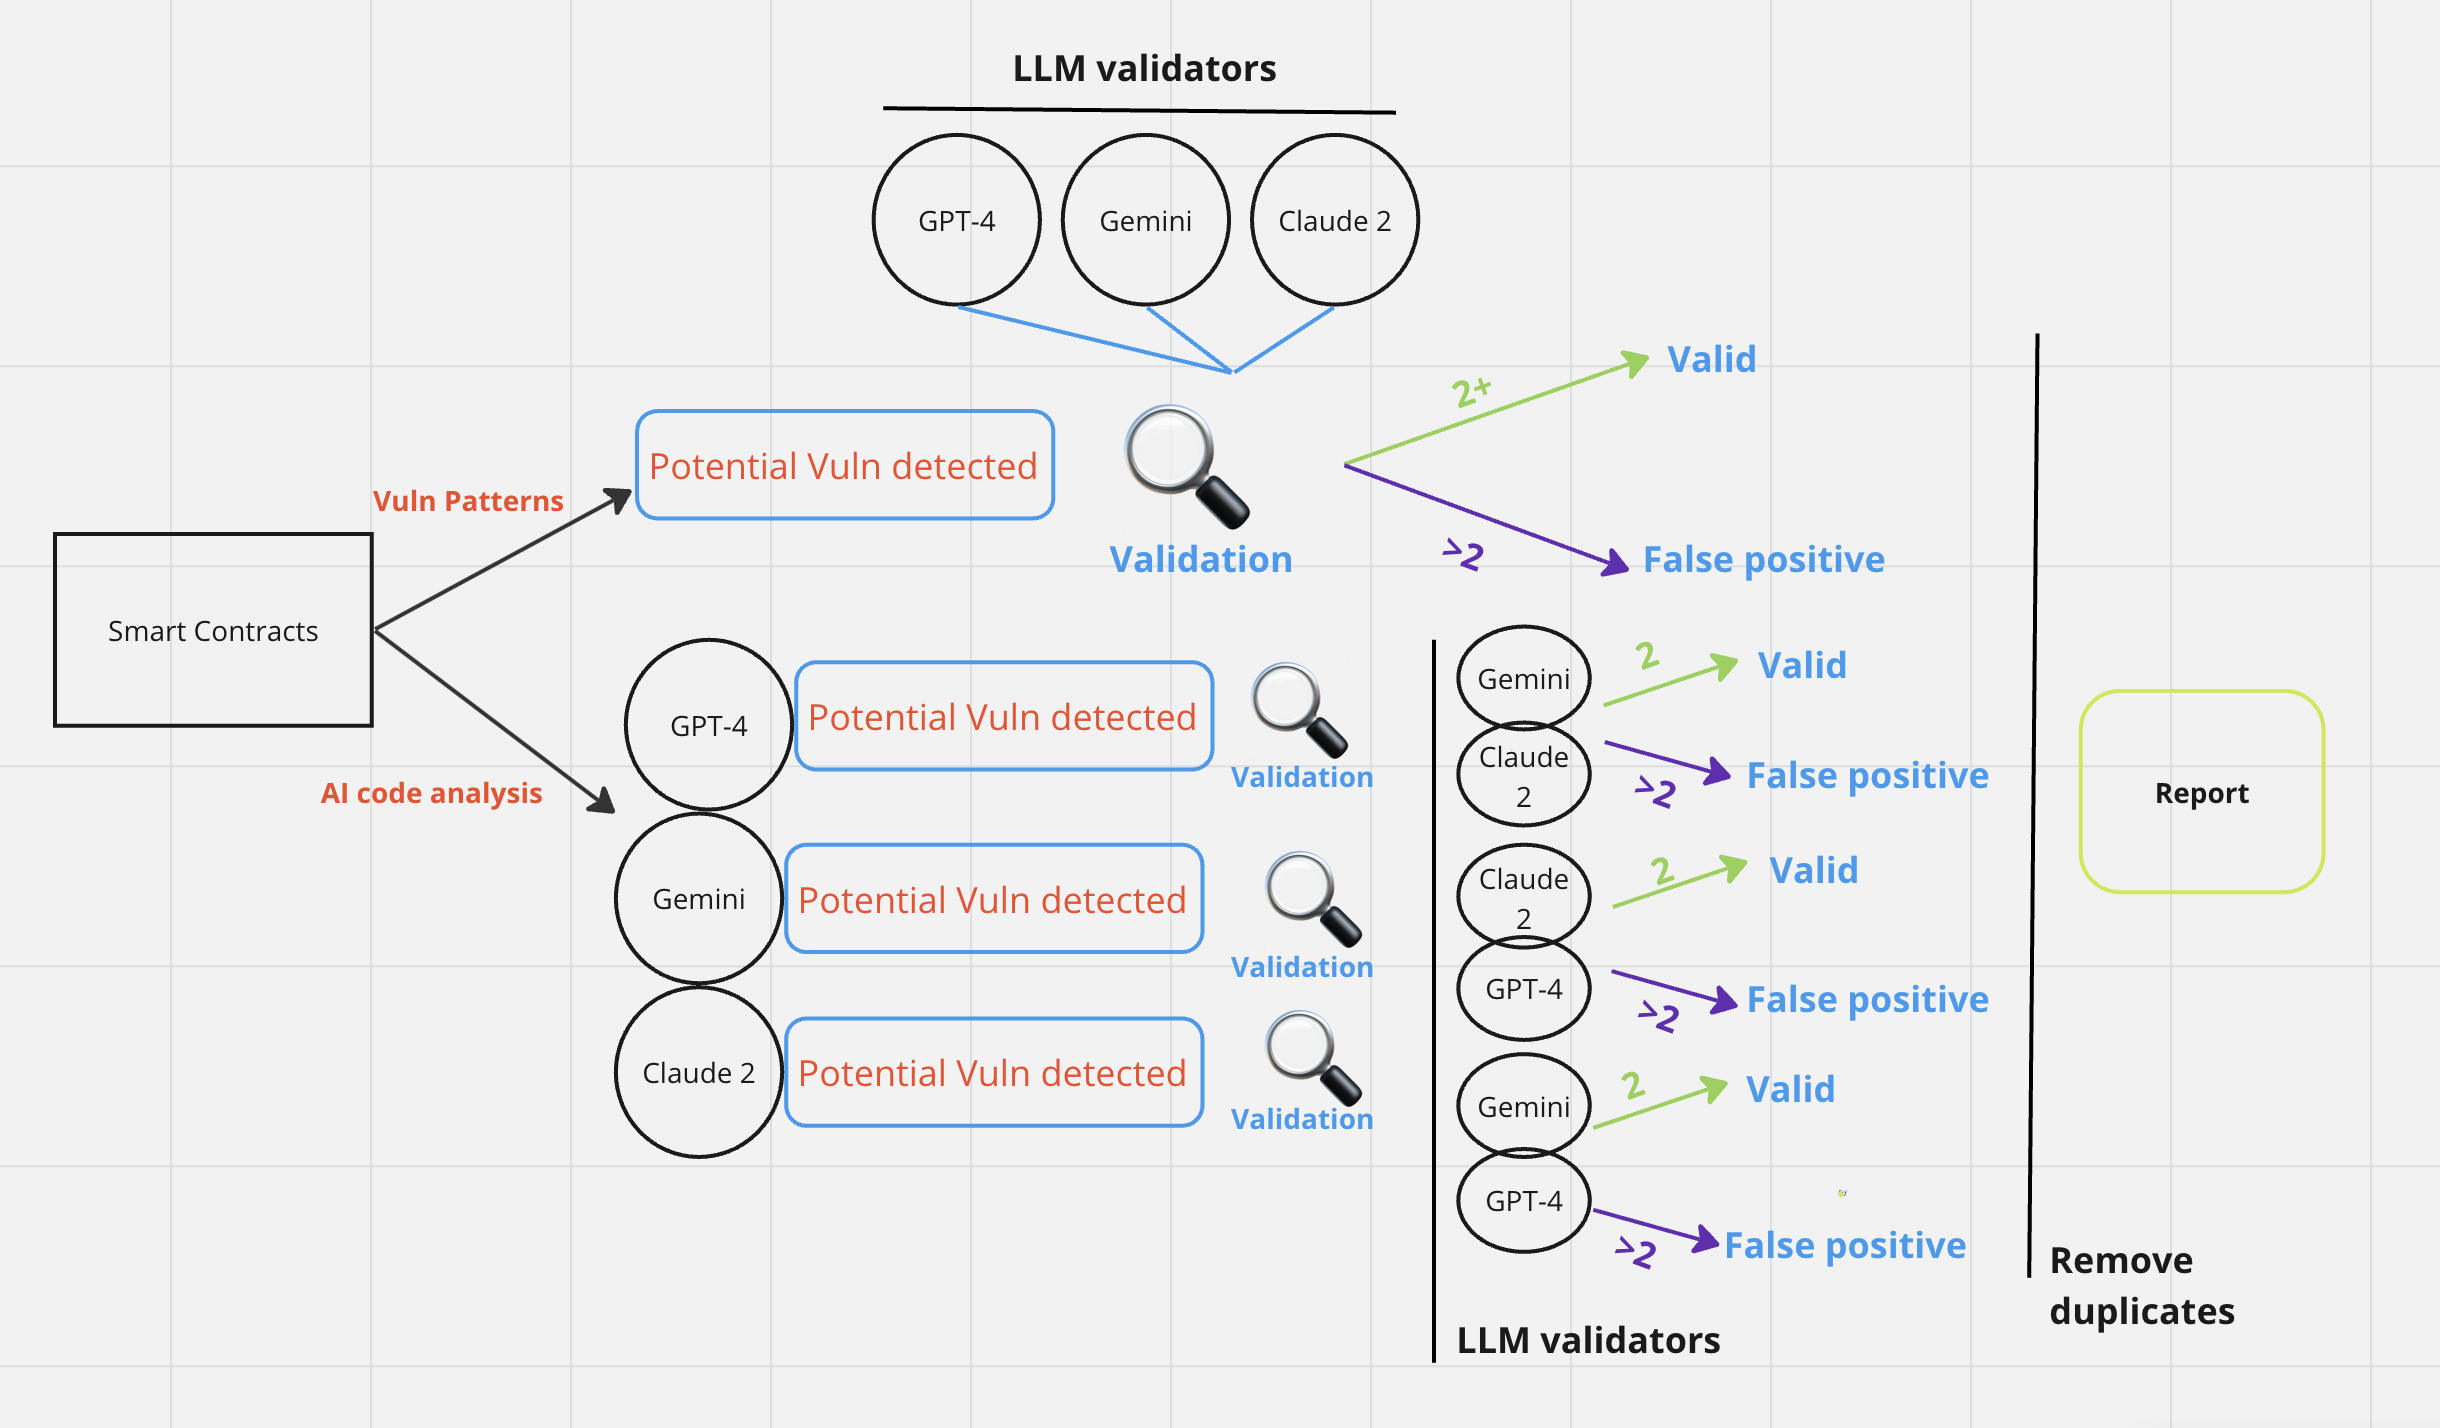 LLM validators
GPT-4
Gemini
Claude 2
2+
Valid
Vuln Patterns
Potential Vuln detected
Validation
>2
False positive
Smart Contracts
AI code analysis
GPT-4
Potential Vuln detected
Validation
Gemini
Claude
2
2
Valid
>2
False positive
Gemini
Potential Vuln detected
Validation
Claude
2
GPT-4
2
Valid
>2
False positive
Claude 2
Potential Vuln detected
Validation
Gemini
GPT-4
2
Valid
>2
False positive
LLM validators
Report
Remove
duplicates